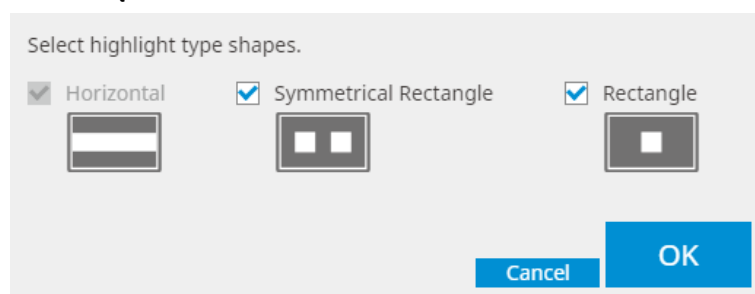 Select highlight type shapes.
Horizontal Symmetrical Rectangle Rectangle
Cancel OK